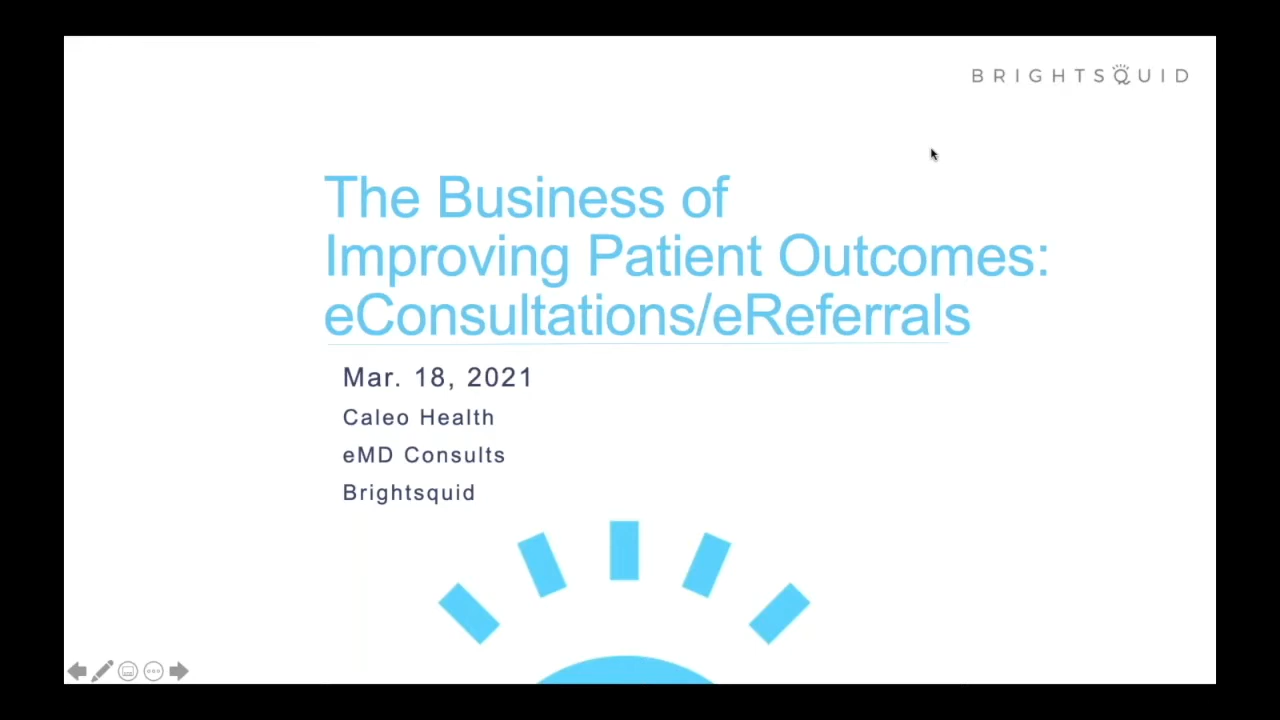 BRIGHTSQUID
The Business of
Improving Patient Outcomes:
eConsultations/eReferrals
Mar. 18, 2021
Caleo Health
eMD Consults
Brightsquid